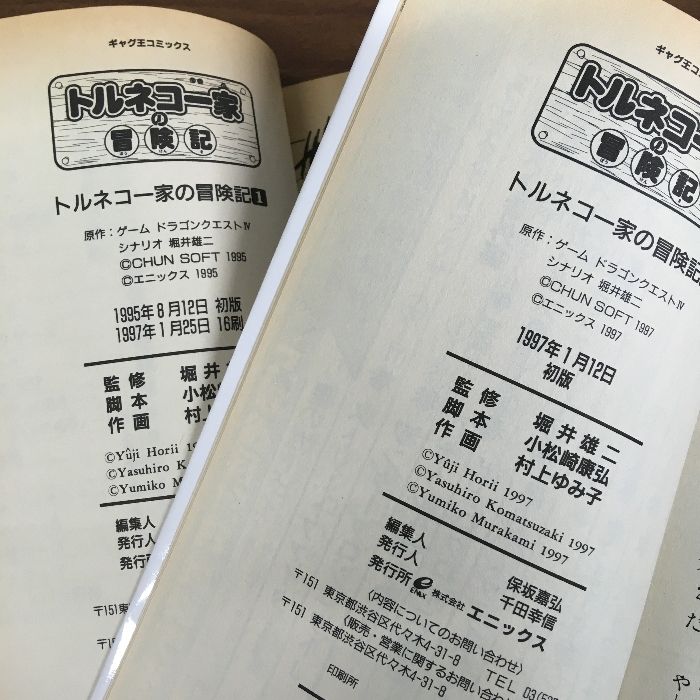 ギャグ王コミックス
トルネコ一家
の
冒険記
トルネコ一家の冒険記1
原作:ゲーム ドラゴンクエストⅣ
シナリオ 堀井雄二
©CHUN SOFT 1995
©エニックス 1995
1995年8月12日 初版
1997年1月25日 16刷
監修 堀井
脚本 小松
作画 村上
©Yûji Horii 1997
©Yasuhiro
©Yumiko
編集人
発行人
発行所
〒151 東京都
〒151 東京
ギャグ王コ
トルネコ一
の
冒険記
トルネコ一家の冒険記
原作:ゲーム ドラゴンクエストⅣ
シナリオ 堀井雄二
©CHUN SOFT 1997
©エニックス 1997
1997年1月12日
初版
監修 堀井雄二
脚本 小松崎康弘
作画 村上ゆみ子
©Yûji Horii 1997
©Yasuhiro Komatsuzaki 1997
©Yumiko Murakami 1997
編集人 保坂嘉弘
発行人 千田幸信
発行所 ENIX 株式会社 エニックス
〒151 東京都渋谷区代々木4-31-8
(内容についてのお問い合わせ)
TEL 03(53
〒151 東京都渋谷区代々木4-31-8
(販売・営業に関するお問い合わせ)
TEL
印刷所
た
や